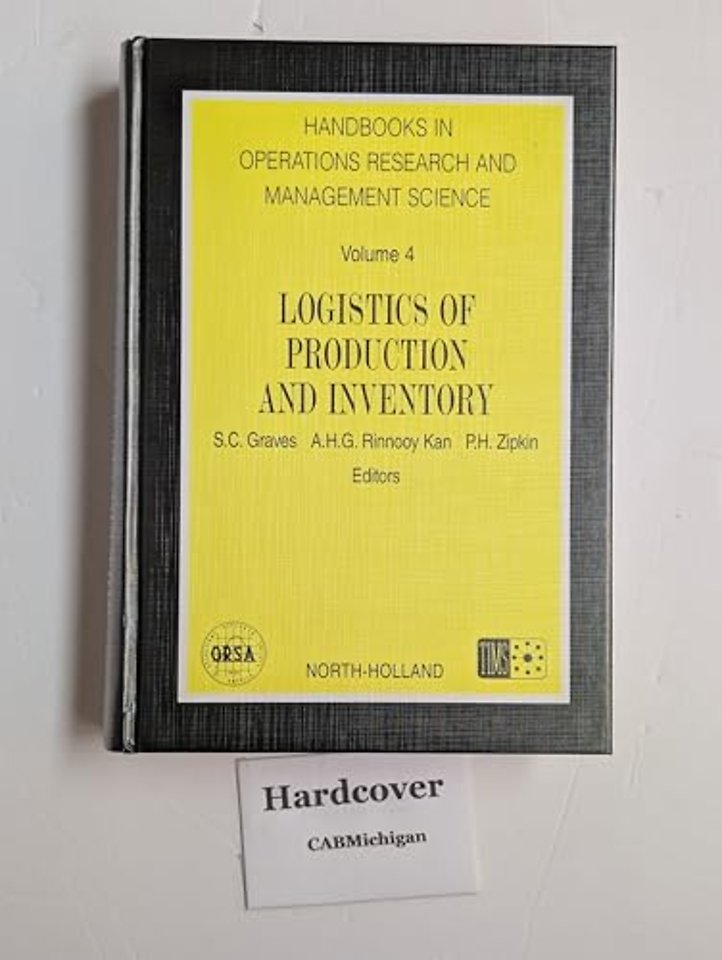 HANDBOOKS IN
OPERATIONS RESEARCH AND
MANAGEMENT SCIENCE
Volume 4
LOGISTICS OF
PRODUCTION
AND INVENTORY
S.C. Graves A.H.G. Rinnooy Kan P.H. Zipkin
Editors
ORSA
NORTH-HOLLAND
TIMS
Hardcover
CABMichigan